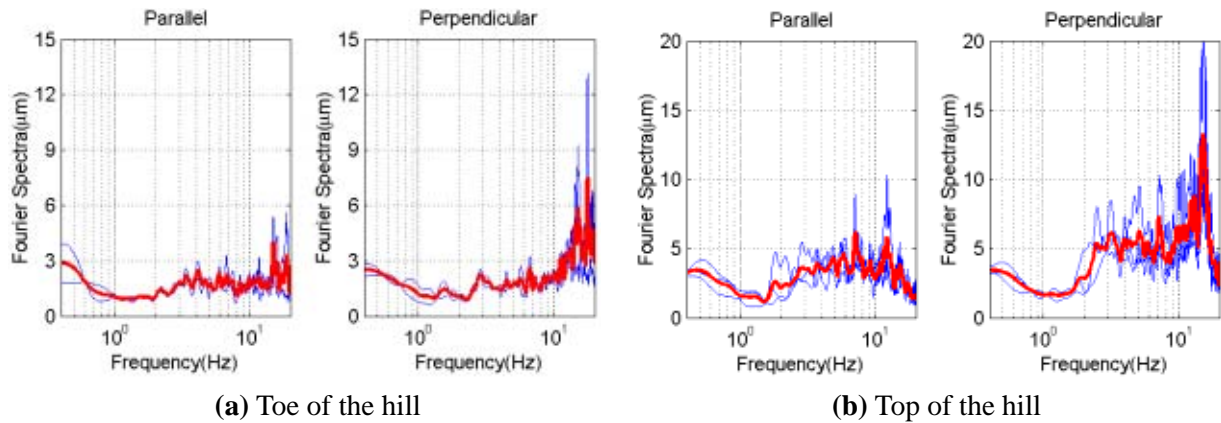 Parallel
Perpendicular
Parallel
Perpendicular
15
12
9
6
3
0
Fourier Spectra(μm)
10^0
10^1
Frequency(Hz)
15
12
9
6
3
0
Fourier Spectra(μm)
10^0
10^1
Frequency(Hz)
20
15
10
5
0
Fourier Spectra(μm)
10^0
10^1
Frequency(Hz)
20
15
10
5
0
Fourier Spectra(μm)
10^0
10^1
Frequency(Hz)
(a) Toe of the hill
(b) Top of the hill